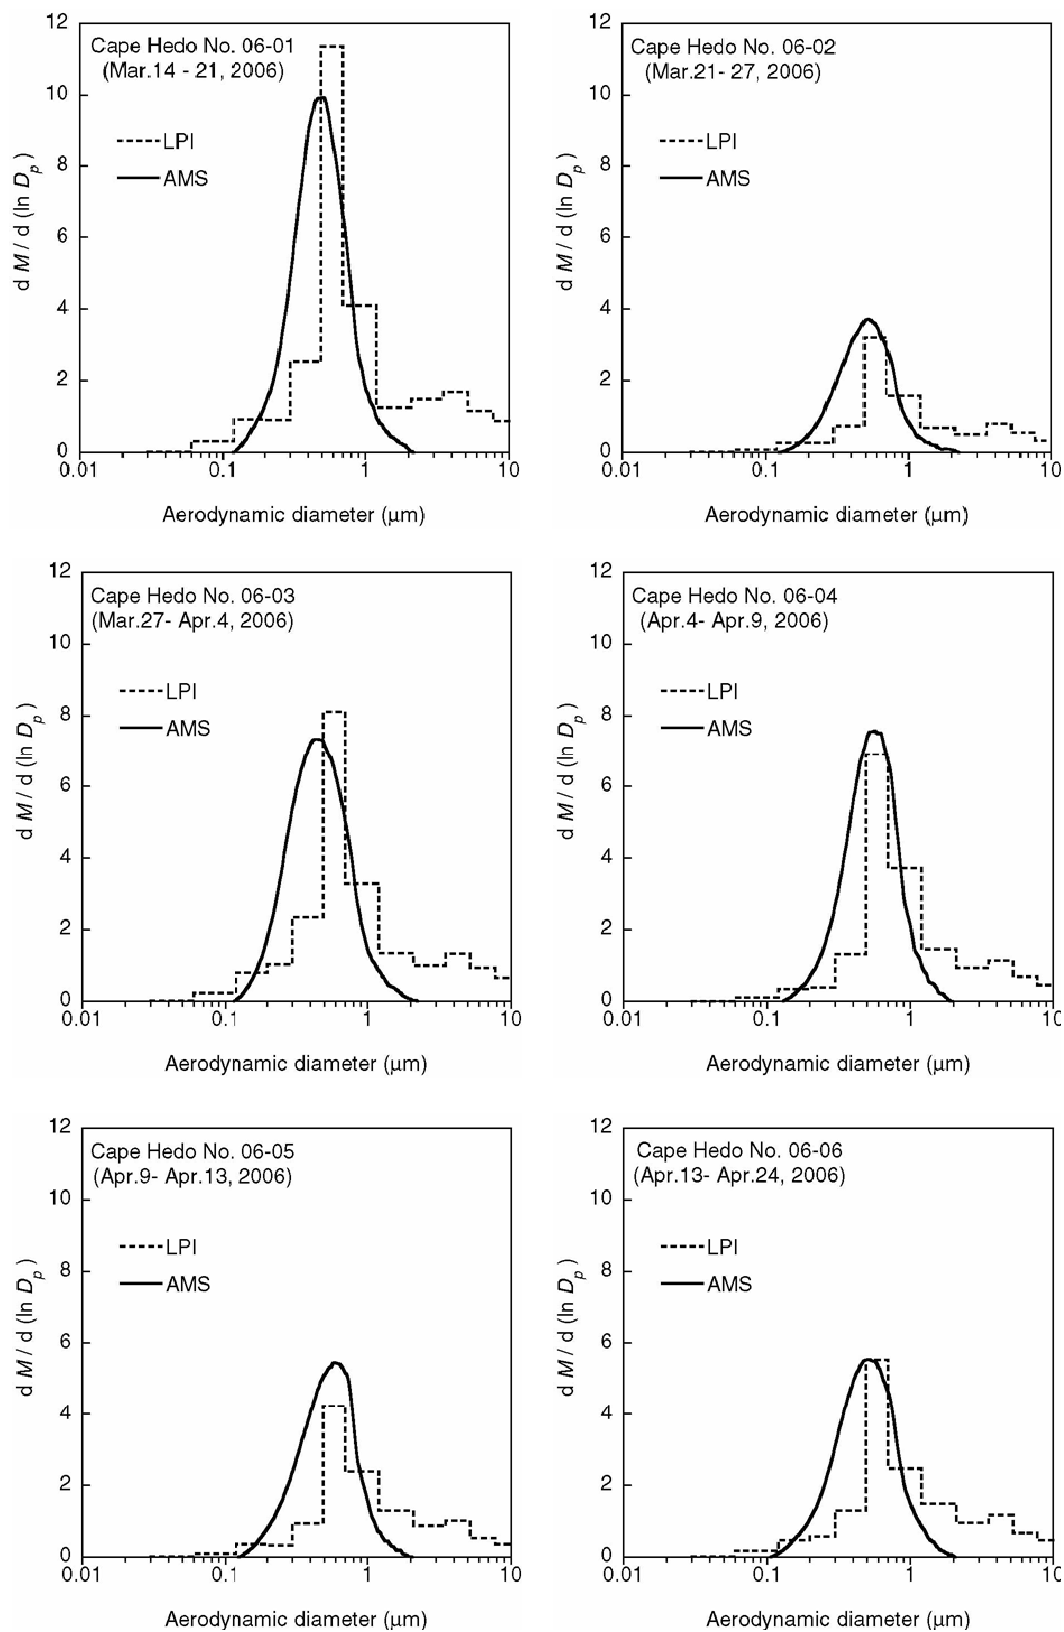 Cape Hedo No. 06-01
(Mar.14 - 21, 2006)
LPI
AMS
d M / d (ln Dp)
12
10
8
6
4
2
0
0.01
0.1
1
10
Aerodynamic diameter (µm)
Cape Hedo No. 06-02
(Mar.21- 27, 2006)
LPI
AMS
d M / d (ln Dp)
12
10
8
6
4
2
0
0.01
0.1
1
10
Aerodynamic diameter (µm)
Cape Hedo No. 06-03
(Mar.27- Apr.4, 2006)
LPI
AMS
d M / d (ln Dp)
12
10
8
6
4
2
0
0.01
0.1
1
10
Aerodynamic diameter (µm)
Cape Hedo No. 06-04
(Apr.4- Apr.9, 2006)
LPI
AMS
d M / d (ln Dp)
12
10
8
6
4
2
0
0.01
0.1
1
10
Aerodynamic diameter (µm)
Cape Hedo No. 06-05
(Apr.9- Apr.13, 2006)
LPI
AMS
d M / d (ln Dp)
12
10
8
6
4
2
0
0.01
0.1
1
10
Aerodynamic diameter (µm)
Cape Hedo No. 06-06
(Apr.13- Apr.24, 2006)
LPI
AMS
d M / d (ln Dp)
12
10
8
6
4
2
0
0.01
0.1
1
10
Aerodynamic diameter (µm)